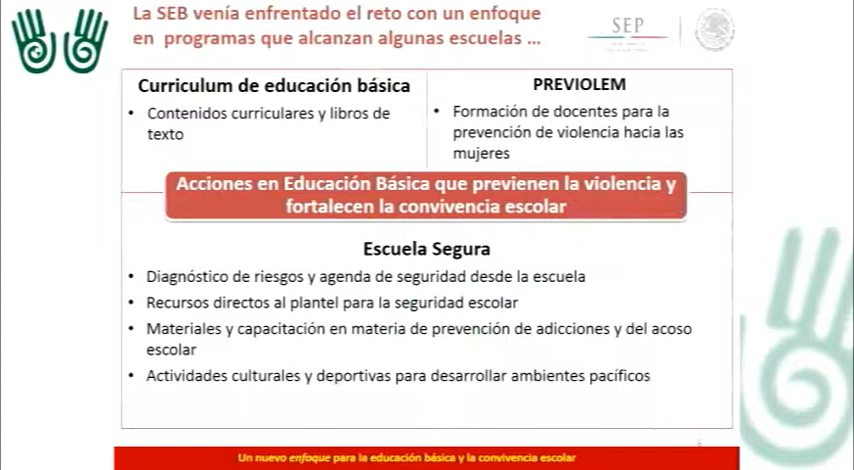 La SEB venía enfrentado el reto con un enfoque
en programas que alcanzan algunas escuelas ...
SEP
Curriculum de educación básica
• Contenidos curriculares y libros de
texto
PREVIOLEM
• Formación de docentes para la
prevención de violencia hacia las
mujeres
Acciones en Educación Básica que previenen la violencia y
fortalecen la convivencia escolar
Escuela Segura
• Diagnóstico de riesgos y agenda de seguridad desde la escuela
• Recursos directos al plantel para la seguridad escolar
• Materiales y capacitación en materia de prevención de adicciones y del acoso
escolar
• Actividades culturales y deportivas para desarrollar ambientes pacíficos
Un nuevo enfoque para la educación básica y la convivencia escolar